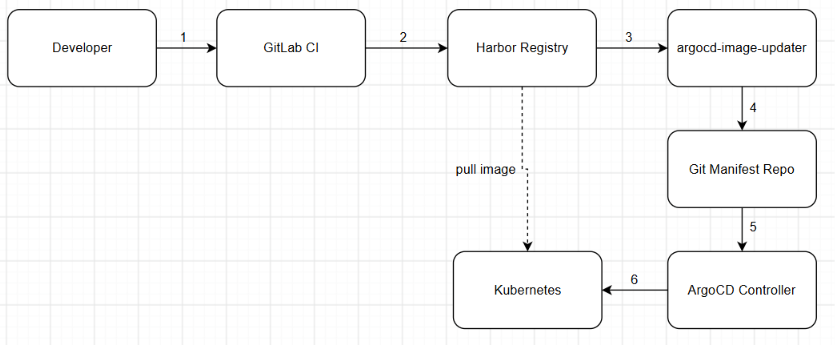 1
2
3
Developer
GitLab CI
Harbor Registry
argocd-image-updater
4
pull image
Git Manifest Repo
5
6
Kubernetes
ArgoCD Controller